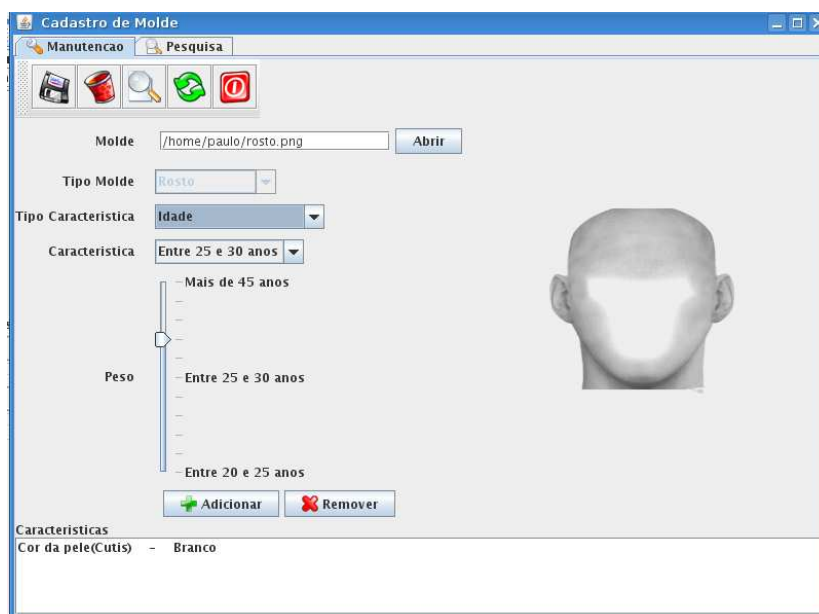 Cadastro de Molde
Manutencao Pesquisa
Molde /home/paulo/rosto.png Abrir
Tipo Molde Rosto
Tipo Caracteristica Idade
Caracteristica Entre 25 e 30 anos
Mais de 45 anos
Peso Entre 25 e 30 anos
Entre 20 e 25 anos
Adicionar Remover
Caracteristicas
Cor da pele(Cutis) - Branco